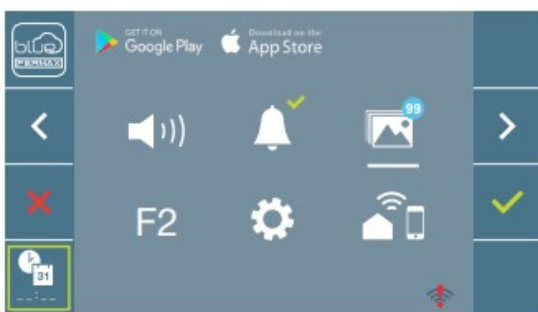 blue
FERMAX
GET IT ON
Google Play
Download on the
App Store
99
F2
31
--:--